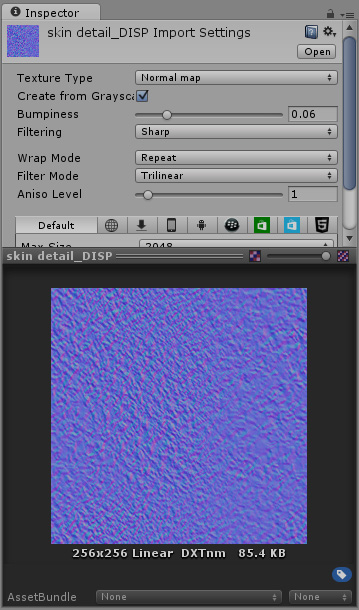 Inspector
skin detail_DISP Import Settings
Open
Texture Type Normal map
Create from Graysca
Bumpiness 0.06
Filtering Sharp
Wrap Mode Repeat
Filter Mode Trilinear
Aniso Level 1
Default
Max Size 2048
skin detail_DISP
256x256 Linear DXTnm 85.4 KB
AssetBundle None None